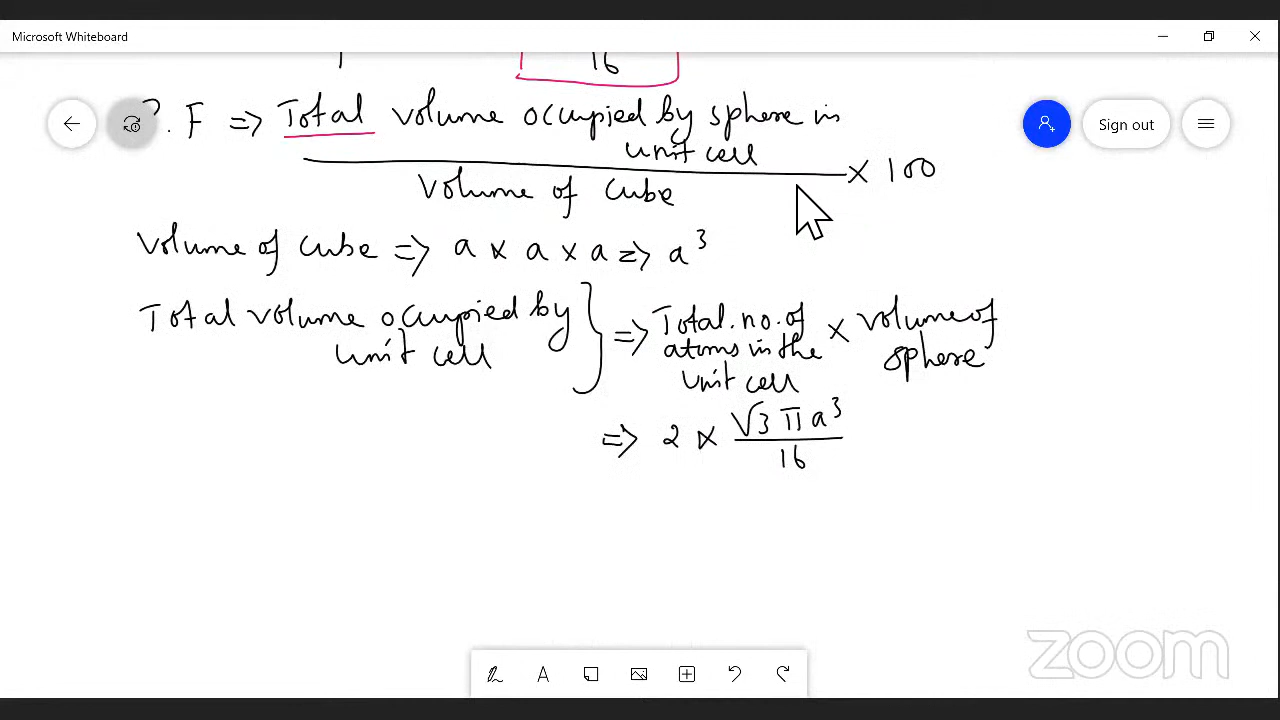 Microsoft Whiteboard
16
. F => Total volume occupied by sphere in
unit cell
× 100
Volume of cube
Sign out
Volume of cube => a × a × a => a³
Total volume occupied by
unit cell
=> Total.no.of
atoms in the
unit cell
× volume of
sphere
=> 2 × √3 π a³
16
zoom